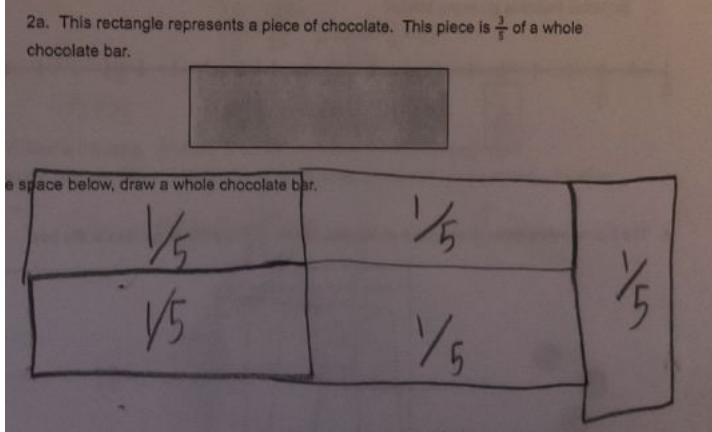 2a. This rectangle represents a piece of chocolate. This piece is 3/5 of a whole
chocolate bar.
e space below, draw a whole chocolate bar.
1/5 1/5
1/5
1/5 1/5